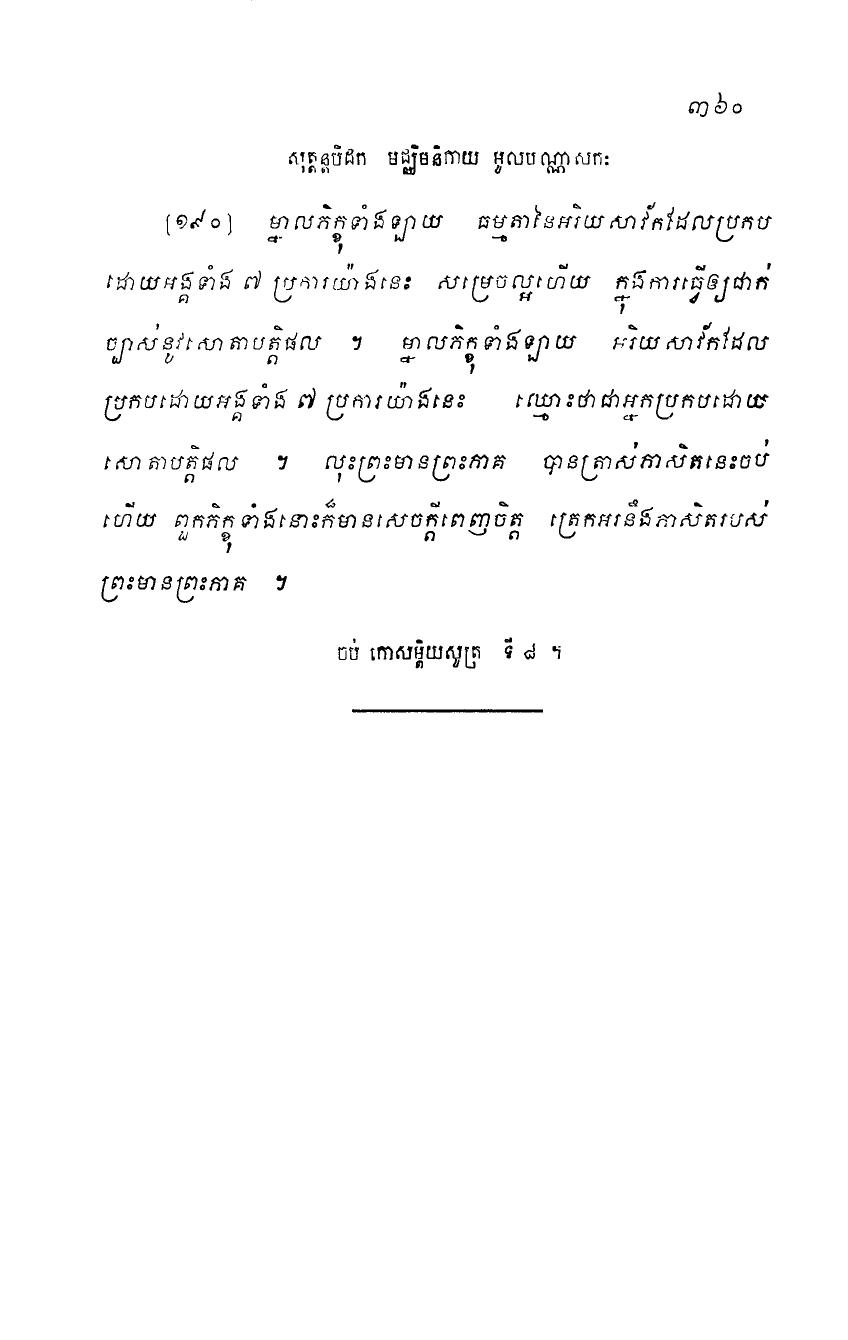 ៣៦០
សុត្តន្តបិដក មជ្ឈិមនិកាយ មូលបណ្ណាសកៈ
[១៩០] ម្នាលភិក្ខុទាំងឡាយ ធម្មតានៃអរិយសាវ័កដែលប្រកប
ដោយអង្គទាំង ៧ ប្រការយ៉ាងនេះ សម្រេចល្អហើយ ក្នុងការធ្វើឲ្យជាក់
ច្បាស់នូវសោតាបត្តិផល ។ ម្នាលភិក្ខុទាំងឡាយ អរិយសាវ័កដែល
ប្រកបដោយអង្គទាំង ៧ ប្រការយ៉ាងនេះ ឈ្មោះថាជាអ្នកប្រកបដោយ
សោតាបត្តិផល ។ លុះព្រះមានព្រះភាគ បានត្រាស់ភាសិតនេះចប់
ហើយ ពួកភិក្ខុទាំងនោះក៏មានសេចក្តីពេញចិត្ត ត្រេកអរនឹងភាសិតរបស់
ព្រះមានព្រះភាគ ។
ចប់ កោសម្ពិយសូត្រ ទី ៨ ។